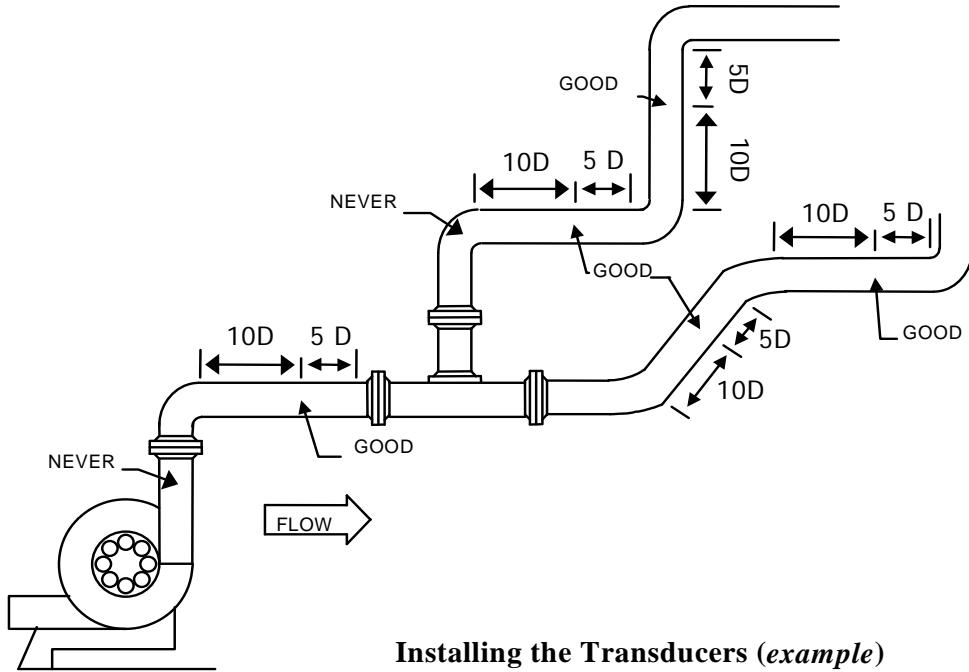 GOOD
5D
10D
10D 5 D
NEVER
10D 5 D
GOOD
GOOD
5D
10D
10D 5 D
GOOD
NEVER
FLOW
Installing the Transducers (example)